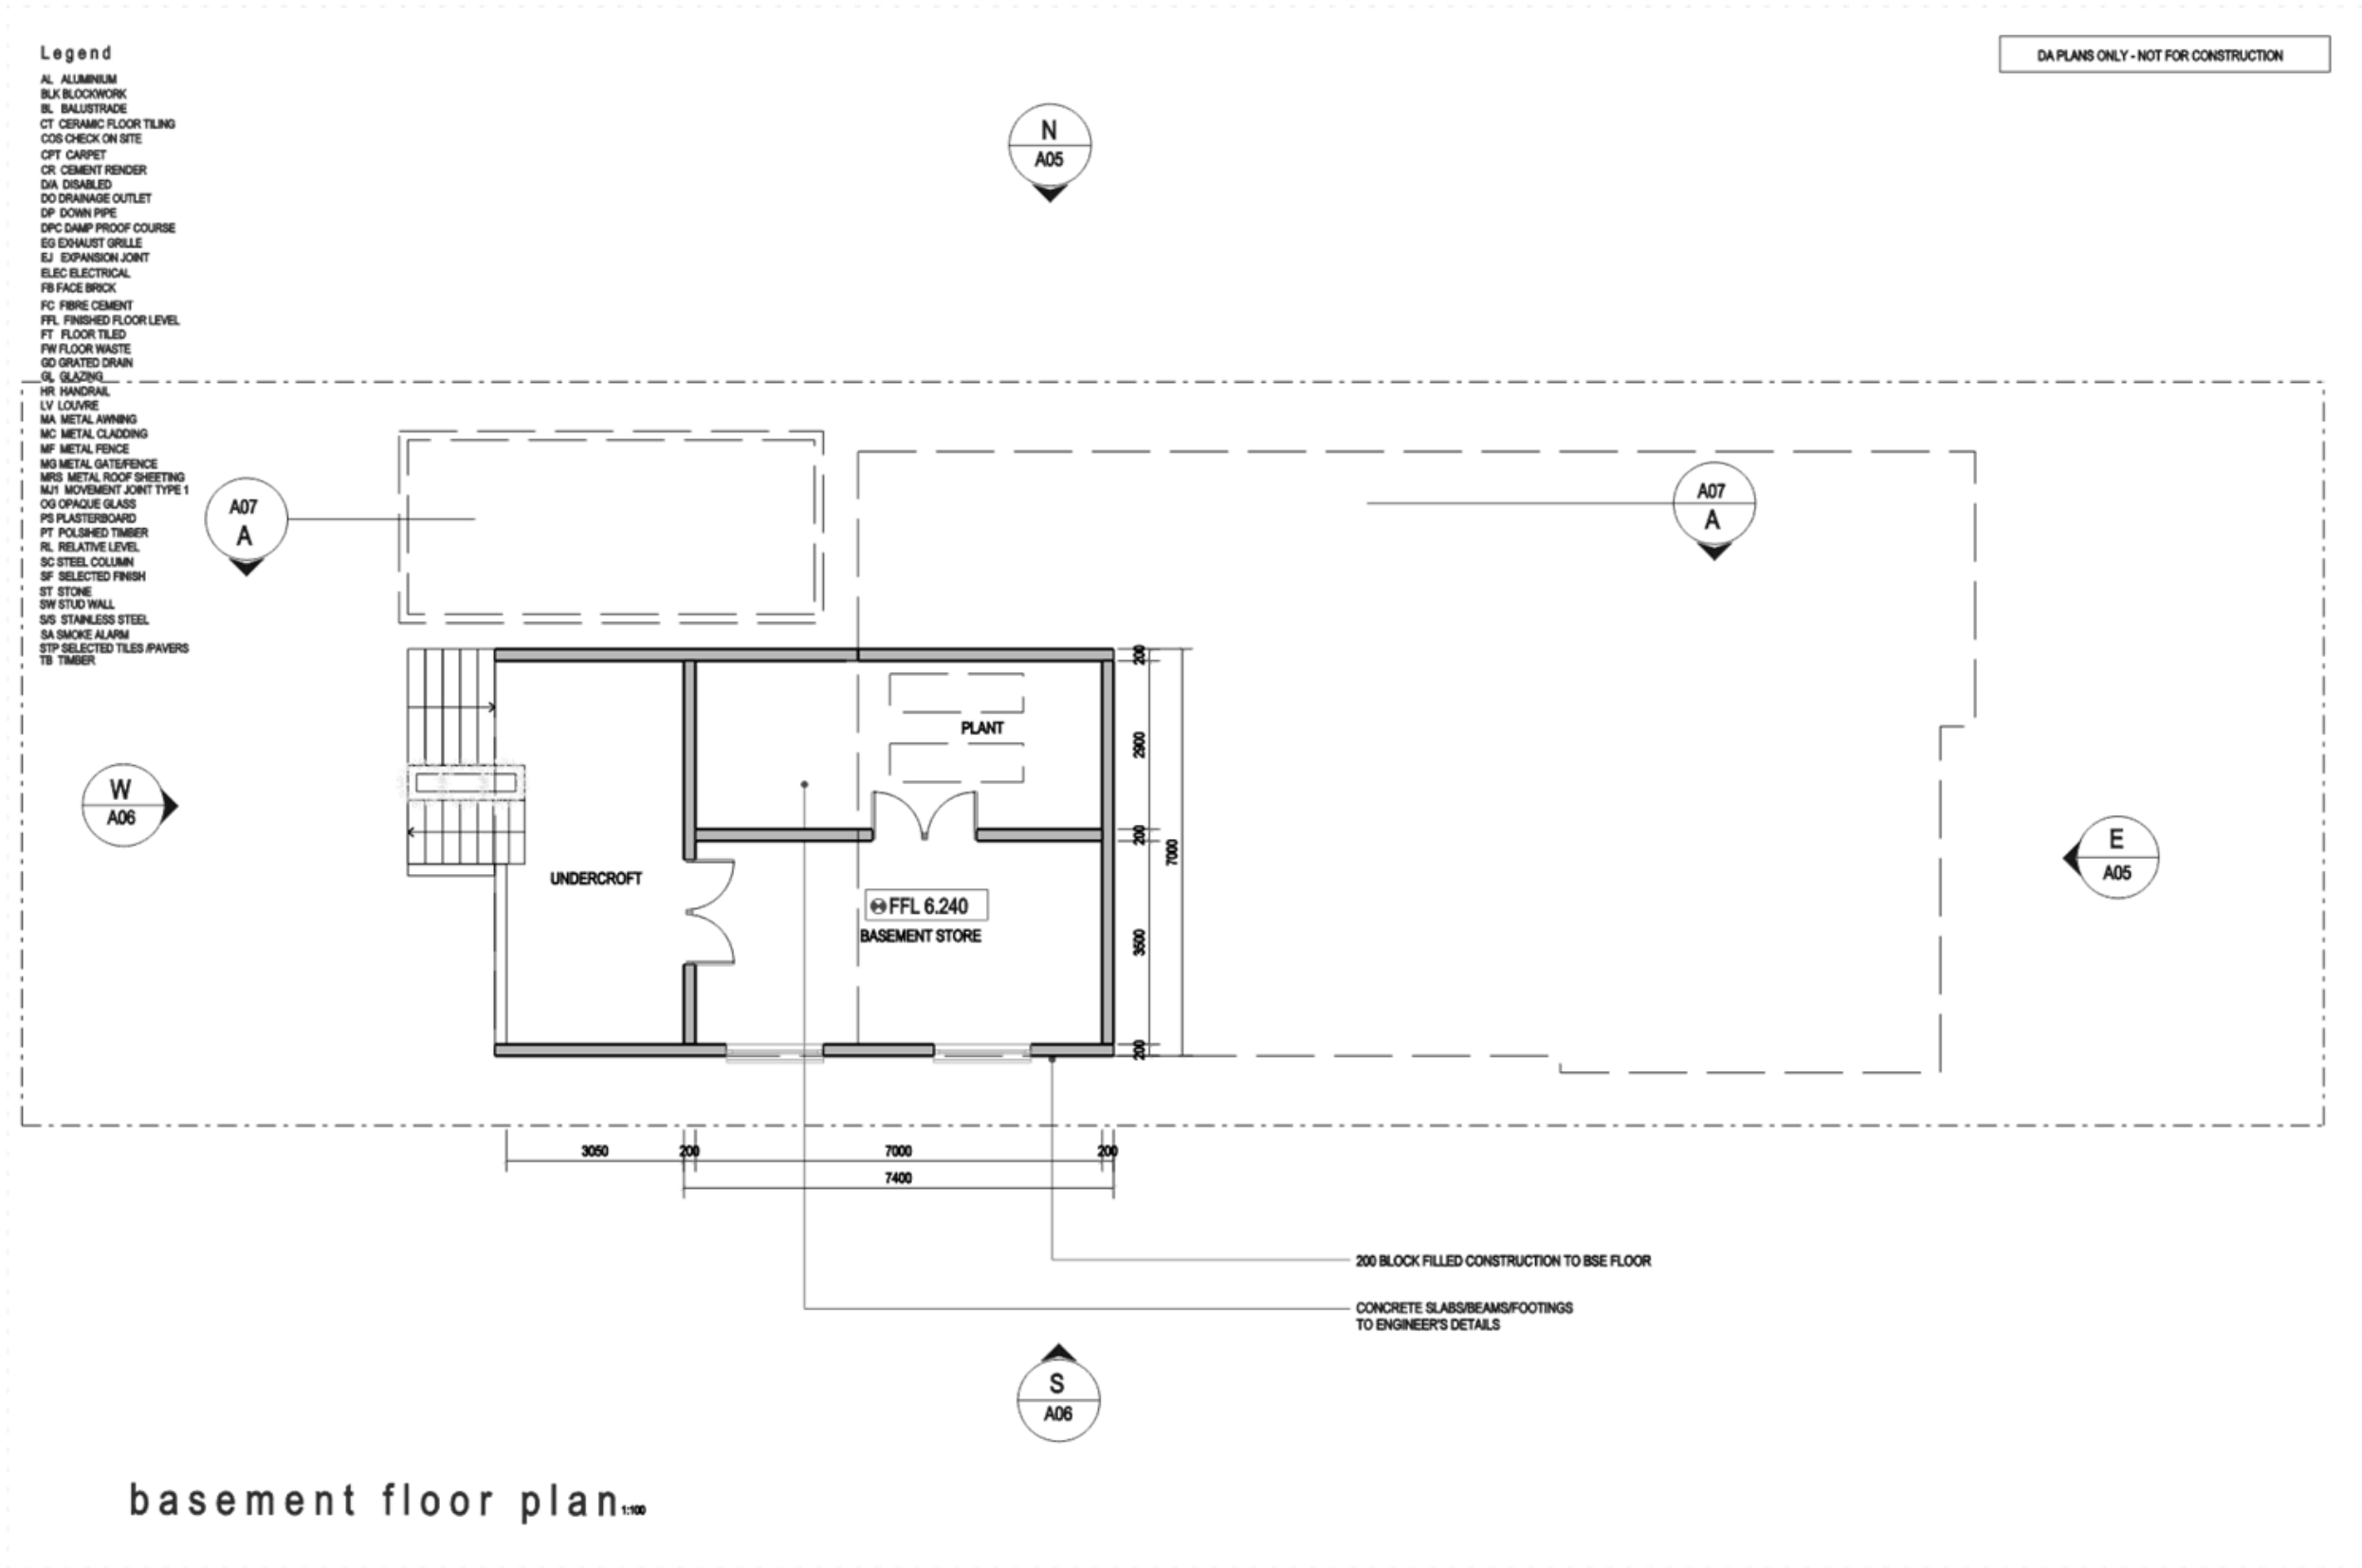 Legend
AL ALUMINIUM
BLK BLOCKWORK
BL BALUSTRADE
CT CERAMIC FLOOR TILING
COS CHECK ON SITE
CPT CARPET
CR CEMENT RENDER
D/A DISABLED
DO DRAINAGE OUTLET
DP DOWN PIPE
DPC DAMP PROOF COURSE
EG EXHAUST GRILLE
EJ EXPANSION JOINT
ELEC ELECTRICAL
FB FACE BRICK
FC FIBRE CEMENT
FFL FINISHED FLOOR LEVEL
FT FLOOR TILED
FW FLOOR WASTE
GD GRATED DRAIN
GL GLAZING
HR HANDRAIL
LV LOUVRE
MA METAL AWNING
MC METAL CLADDING
MF METAL FENCE
MG METAL GATE/FENCE
MRS METAL ROOF SHEETING
MJ1 MOVEMENT JOINT TYPE 1
OG OPAQUE GLASS
PS PLASTERBOARD
PT POLSIHED TIMBER
RL RELATIVE LEVEL
SC STEEL COLUMN
SF SELECTED FINISH
ST STONE
SW STUD WALL
S/S STAINLESS STEEL
SA SMOKE ALARM
STP SELECTED TILES /PAVERS
TB TIMBER
DA PLANS ONLY - NOT FOR CONSTRUCTION
N
A05
A07
A
A07
A
W
A06
E
A05
PLANT
UNDERCROFT
FFL 6.240
BASEMENT STORE
200
2900
200
7000
3500
200
3050
200
7000
200
7400
200 BLOCK FILLED CONSTRUCTION TO BSE FLOOR
CONCRETE SLABS/BEAMS/FOOTINGS
TO ENGINEER'S DETAILS
S
A06
basement floor plan 1:100